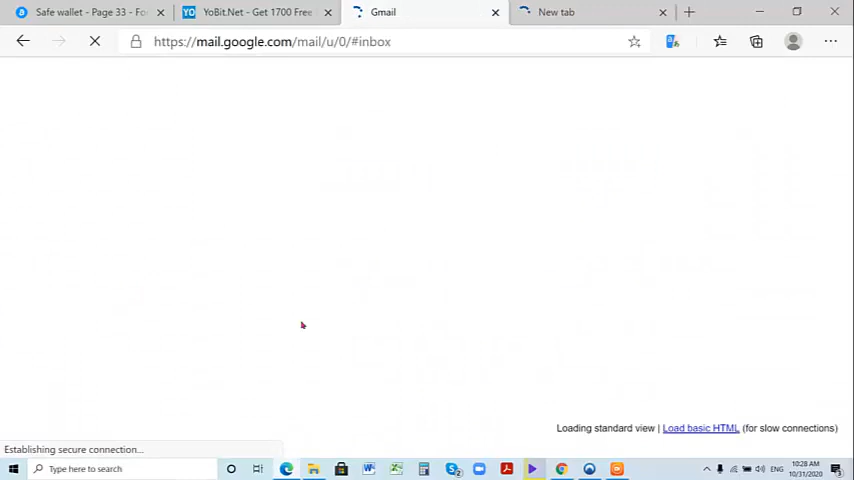 Safe wallet - Page 33 - Fo
YoBit.Net - Get 1700 Free
Gmail
New tab
https://mail.google.com/mail/u/0/#inbox
Loading standard view | Load basic HTML (for slow connections)
Establishing secure connection...
Type here to search
ENG
10:28 AM
10/31/2020